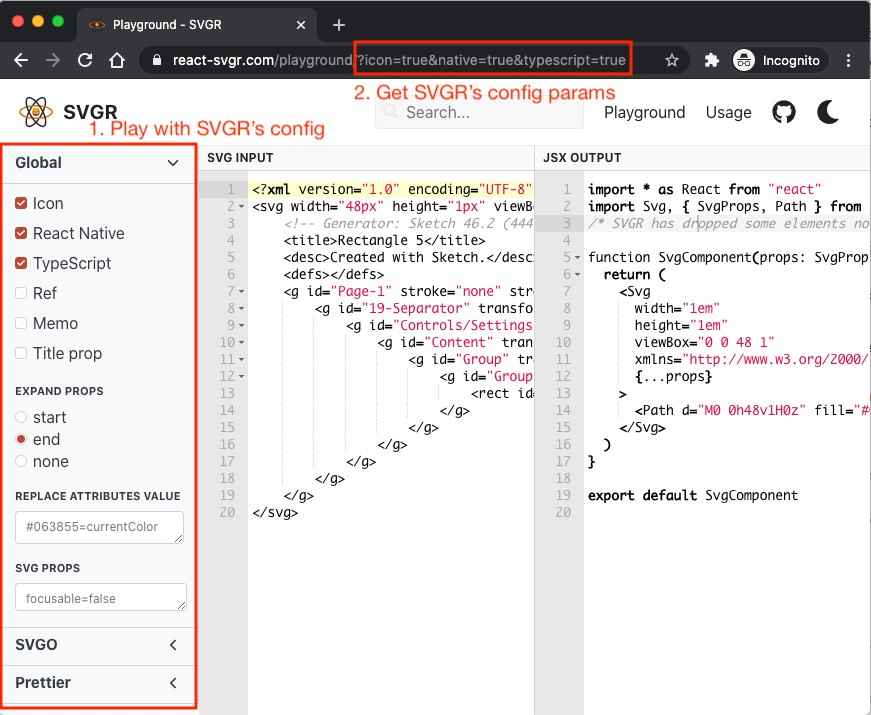 Playground - SVGR
react-svgr.com/playground/?icon=true&native=true&typescript=true
Incognito
2. Get SVGR's config params
SVGR
Search...
Playground
Usage
1. Play with SVGR's config
Global
Icon
React Native
TypeScript
Ref
Memo
Title prop
EXPAND PROPS
start
end
none
REPLACE ATTRIBUTES VALUE
#063855=currentColor
SVG PROPS
focusable=false
SVGO
Prettier
SVG INPUT
1 <?xml version="1.0" encoding="UTF-8"
2 <svg width="48px" height="1px" viewBo
3 <!-- Generator: Sketch 46.2 (444
4 <title>Rectangle 5</title>
5 <desc>Created with Sketch.</desc
6 <defs></defs>
7 <g id="Page-1" stroke="none" str
8 <g id="19-Separator" transfo
9 <g id="Controls/Settings
10 <g id="Content" tran
11 <g id="Group" tr
12 <g id="Group
13 <rect id=
14 </g>
15 </g>
16 </g>
17 </g>
18 </g>
19 </g>
20 </svg>
JSX OUTPUT
1 import * as React from "react"
2 import Svg, { SvgProps, Path } from
3 /* SVGR has dropped some elements no
4
5 function SvgComponent(props: SvgProp
6 return (
7 <Svg
8 width="1em"
9 height="1em"
10 viewBox="0 0 48 1"
11 xmlns="http://www.w3.org/2000/
12 {...props}
13 >
14 <Path d="M0 0h48v1H0z" fill="#
15 </Svg>
16 )
17 }
18
19 export default SvgComponent
20